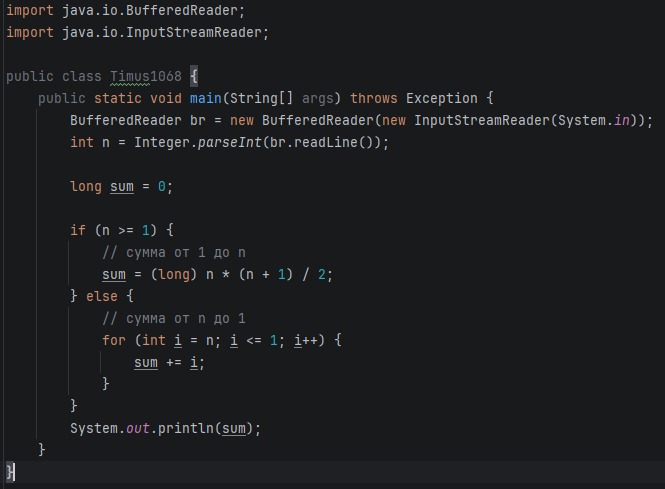 import java.io.BufferedReader;
import java.io.InputStreamReader;

public class Timus1068 {
    public static void main(String[] args) throws Exception {
        BufferedReader br = new BufferedReader(new InputStreamReader(System.in));
        int n = Integer.parseInt(br.readLine());

        long sum = 0;

        if (n >= 1) {
            // сумма от 1 до n
            sum = (long) n * (n + 1) / 2;
        } else {
            // сумма от n до 1
            for (int i = n; i <= 1; i++) {
                sum += i;
            }
        }
        System.out.println(sum);
    }
}